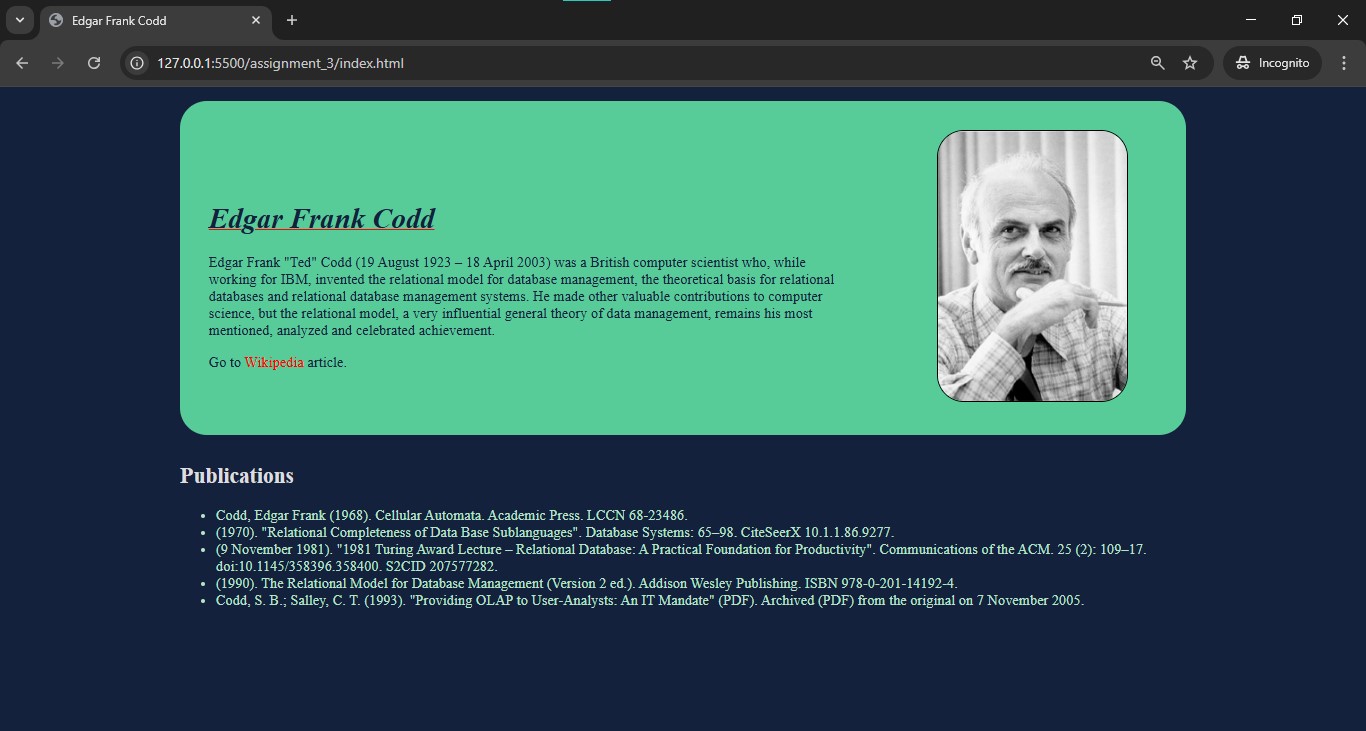 Edgar Frank Codd
127.0.0.1:5500/assignment_3/index.html
Incognito
Edgar Frank Codd
Edgar Frank "Ted" Codd (19 August 1923 – 18 April 2003) was a British computer scientist who, while
working for IBM, invented the relational model for database management, the theoretical basis for relational
databases and relational database management systems. He made other valuable contributions to computer
science, but the relational model, a very influential general theory of data management, remains his most
mentioned, analyzed and celebrated achievement.
Go to Wikipedia article.
Publications
• Codd, Edgar Frank (1968). Cellular Automata. Academic Press. LCCN 68-23486.
• (1970). "Relational Completeness of Data Base Sublanguages". Database Systems: 65–98. CiteSeerX 10.1.1.86.9277.
• (9 November 1981). "1981 Turing Award Lecture – Relational Database: A Practical Foundation for Productivity". Communications of the ACM. 25 (2): 109–17.
doi:10.1145/358396.358400. S2CID 207577282.
• (1990). The Relational Model for Database Management (Version 2 ed.). Addison Wesley Publishing. ISBN 978-0-201-14192-4.
• Codd, S. B.; Salley, C. T. (1993). "Providing OLAP to User-Analysts: An IT Mandate" (PDF). Archived (PDF) from the original on 7 November 2005.